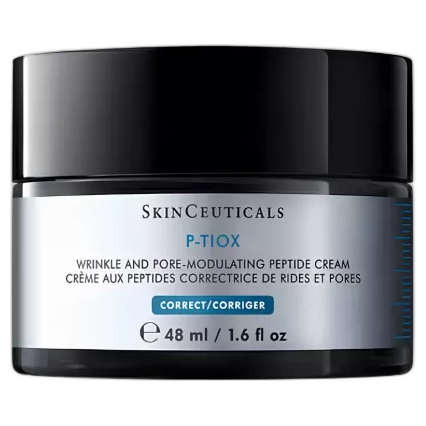 SKINCEUTICALS
P-TIOX
WRINKLE AND PORE-MODULATING PEPTIDE CREAM
CRÈME AUX PEPTIDES CORRECTRICE DE RIDES ET PORES
CORRECT/CORRIGER
℮ 48 ml / 1.6 fl oz